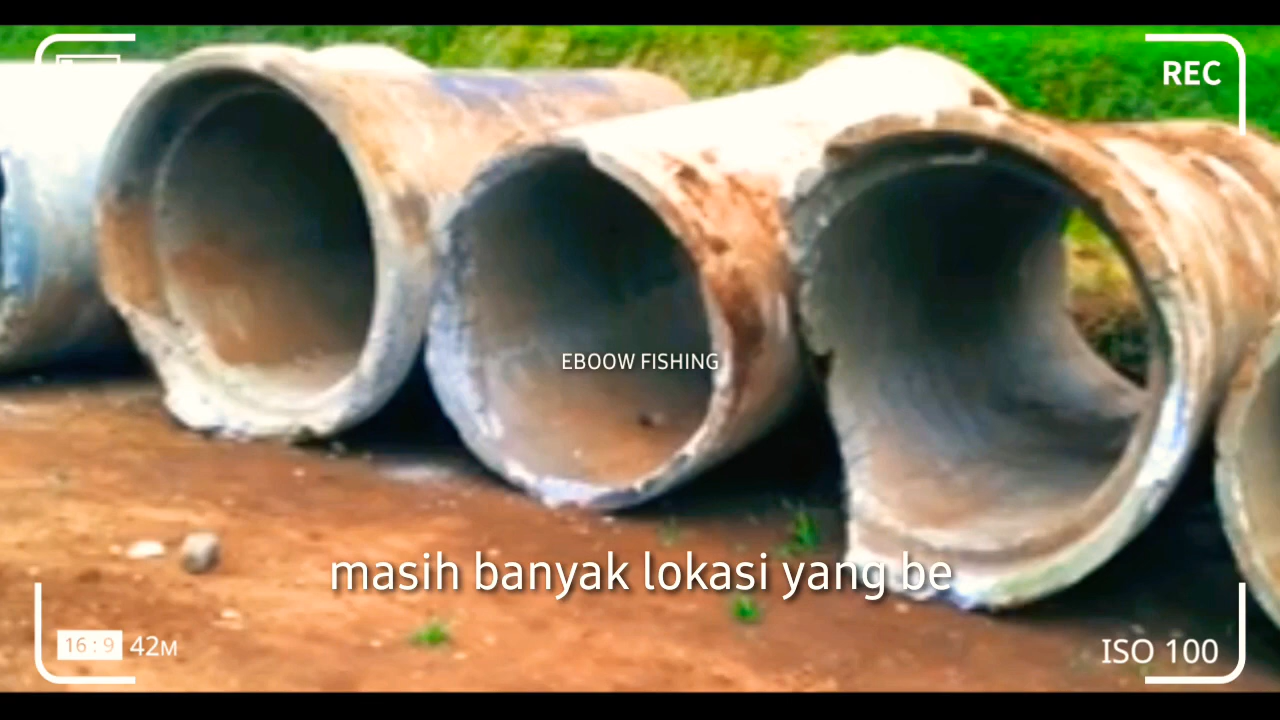 REC
EBOOW FISHING
masih banyak lokasi yang be
16:9 42M
ISO 100